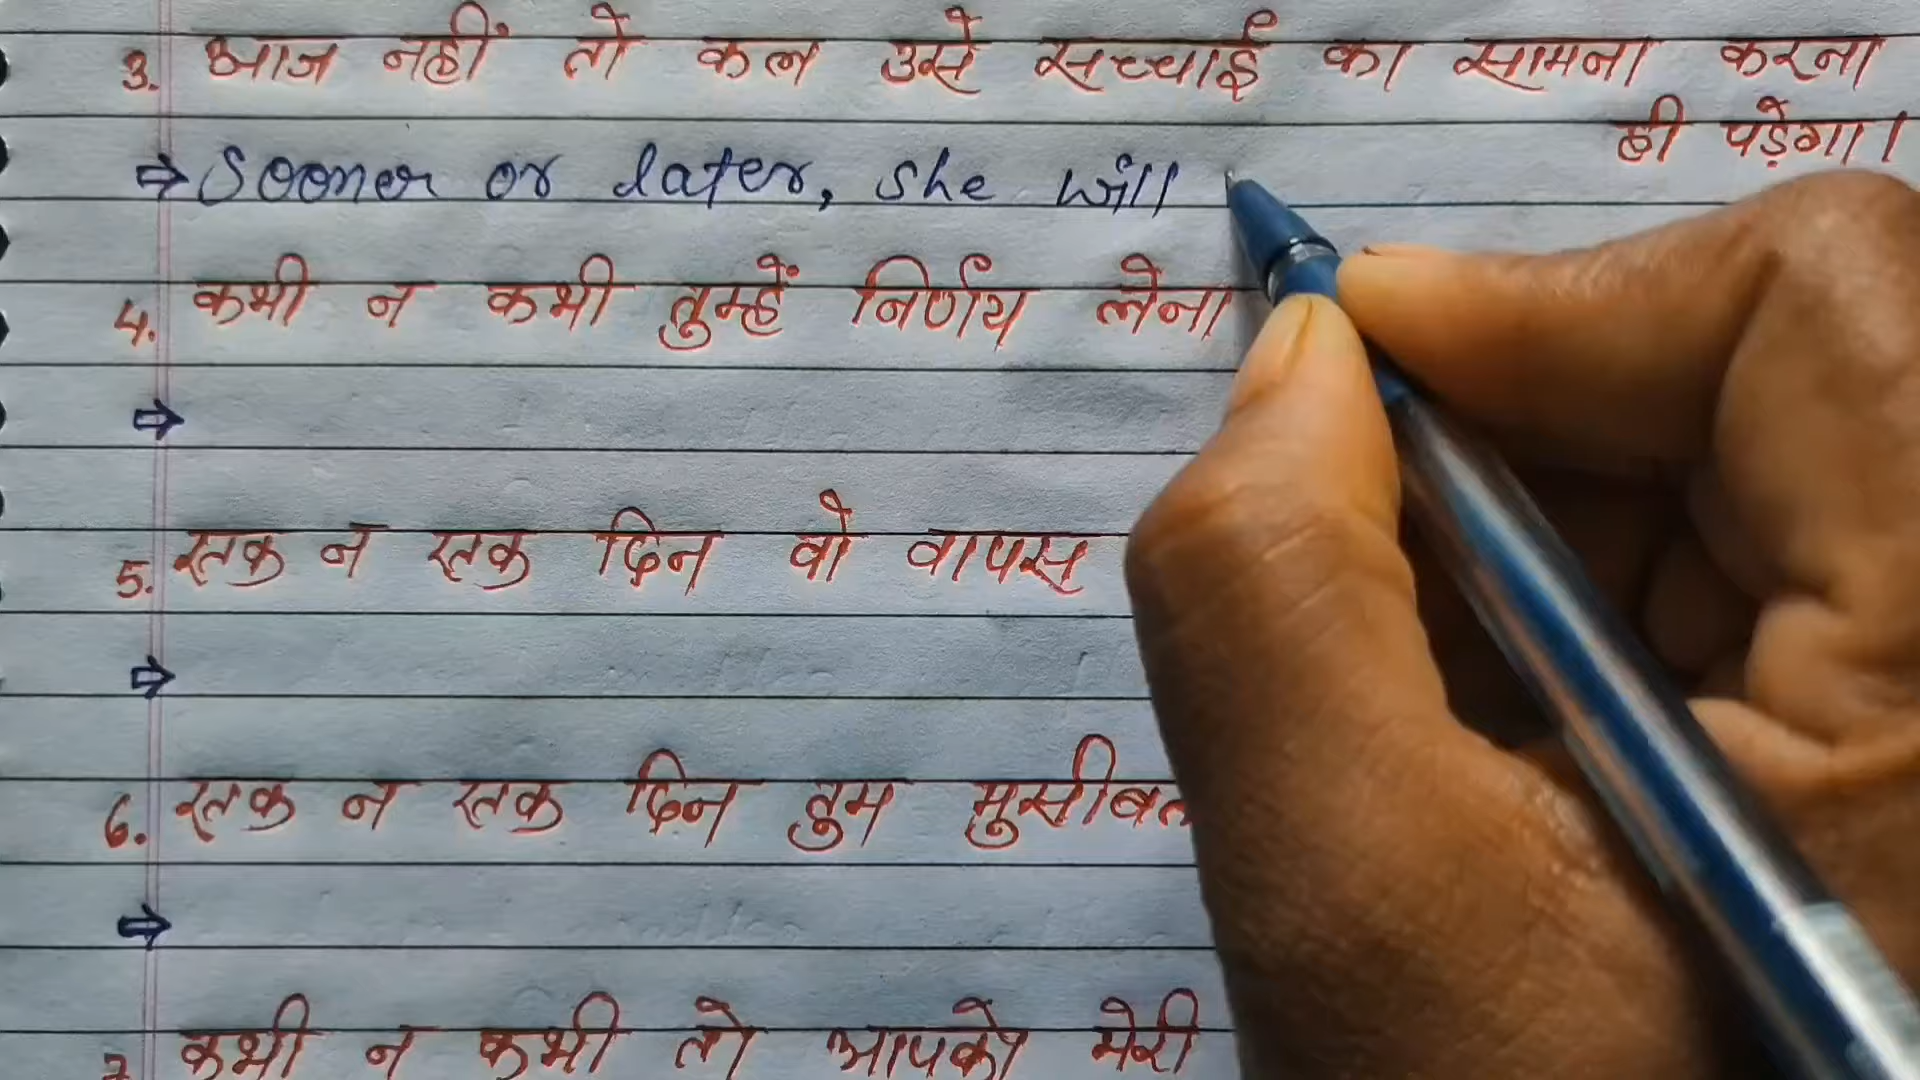 3. आज नहीं तो कल उसे सच्चाई का सामना करना
ही पड़ेगा।
⇒ Sooner or later, she will
4. कभी न कभी तुम्हें निर्णय लेना
⇒
5. एक न एक दिन वो वापस
⇒
6. एक न एक दिन तुम मुसीबत
⇒
7. कभी न कभी तो आपको मेरी